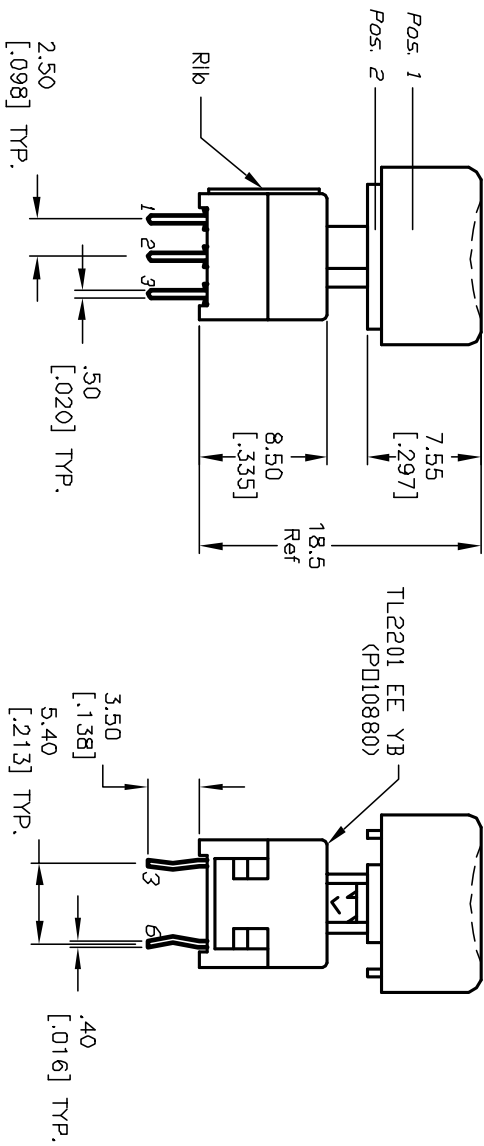 Pos. 1
Pos. 2
Rib
1
2
3
2.50
[.098] TYP.
.50
[.020] TYP.
7.55
[.297]
8.50
[.335]
18.5
Ref
TL2201 EE YB
(P□10880)
3
6
3.50
[.138]
5.40
[.213] TYP.
.40
[.016] TYP.